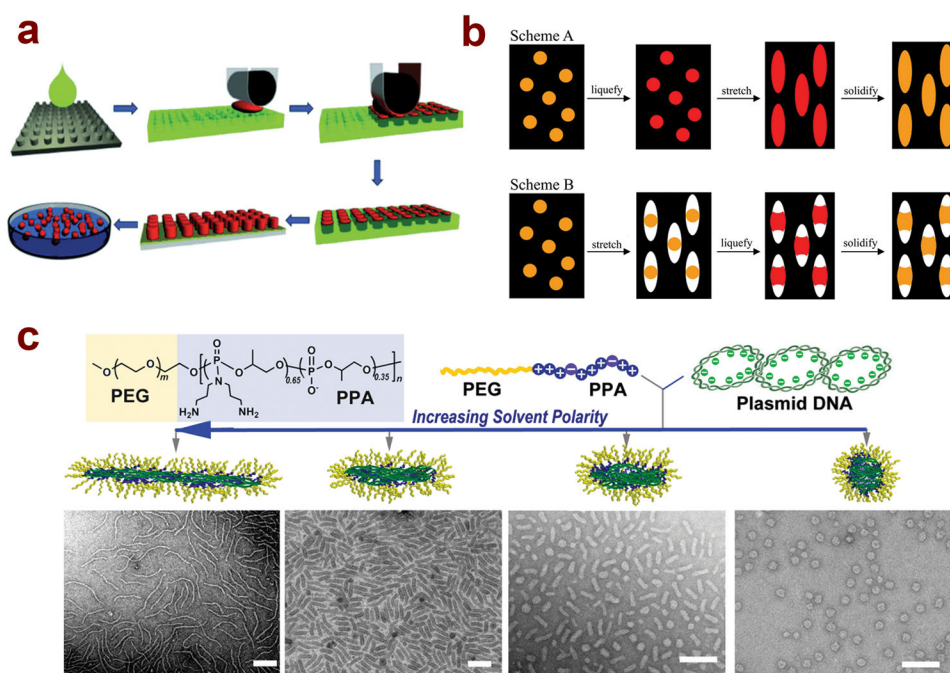 a
b
Scheme A
liquefy
stretch
solidify
Scheme B
stretch
liquefy
solidify
c
O
O
O
m
O
P
O
O
0.65
O
P
O
O⁻
O
0.35
n
N
H₂N
NH₂
PEG
PPA
PEG
PPA
Plasmid DNA
Increasing Solvent Polarity